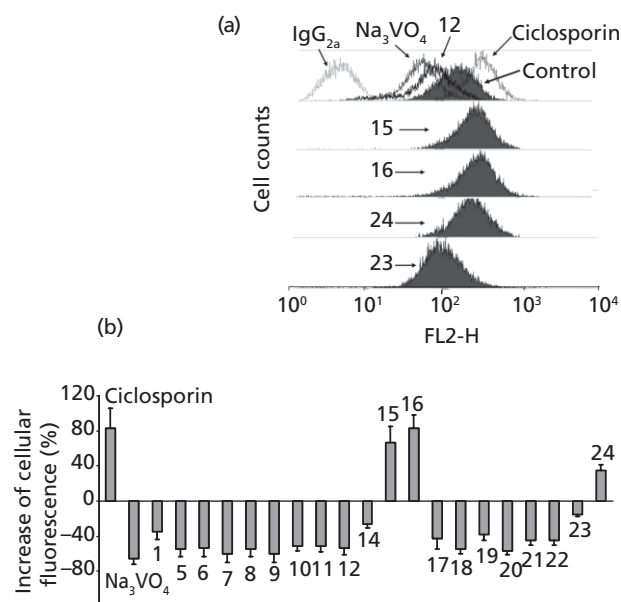 (a)
IgG2a
Na3VO4
12
Ciclosporin
Control
15
16
24
23
Cell counts
10^0 10^1 10^2 10^3 10^4
FL2-H
(b)
Increase of cellular
fluorescence (%)
120
80
40
0
−40
−80
Ciclosporin
Na3VO4
1
5
6
7
8
9
10
11
12
14
15
16
17
18
19
20
21
22
23
24